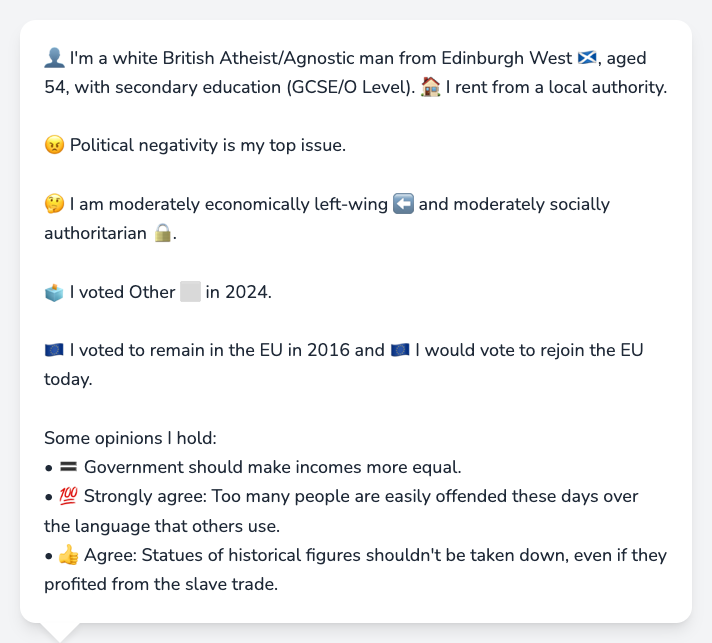 👤 I'm a white British Atheist/Agnostic man from Edinburgh West 🏴󠁧󠁢󠁳󠁣󠁴󠁿, aged
54, with secondary education (GCSE/O Level). 🏠 I rent from a local authority.
😠 Political negativity is my top issue.
🤔 I am moderately economically left-wing ⬅️ and moderately socially
authoritarian 🔒.
🗳️ I voted Other ⬜ in 2024.
🇪🇺 I voted to remain in the EU in 2016 and 🇪🇺 I would vote to rejoin the EU
today.
Some opinions I hold:
• 🟰 Government should make incomes more equal.
• 💯 Strongly agree: Too many people are easily offended these days over
the language that others use.
• 👍 Agree: Statues of historical figures shouldn't be taken down, even if they
profited from the slave trade.